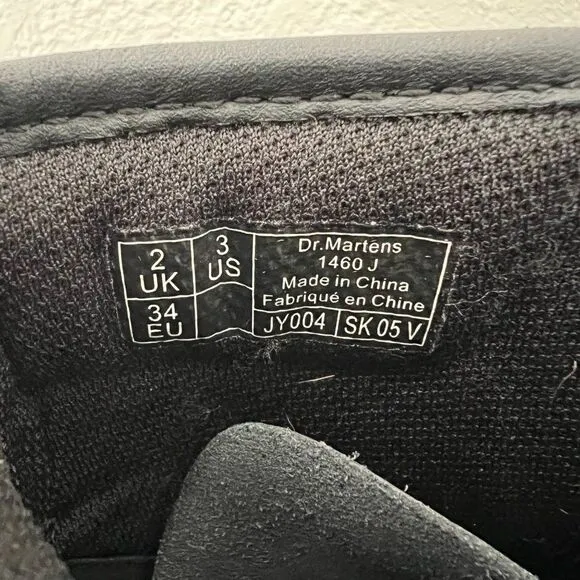 2
UK
3
US
34
EU
Dr.Martens
1460 J
Made in China
Fabriqué en Chine
JY004
SK 05 V